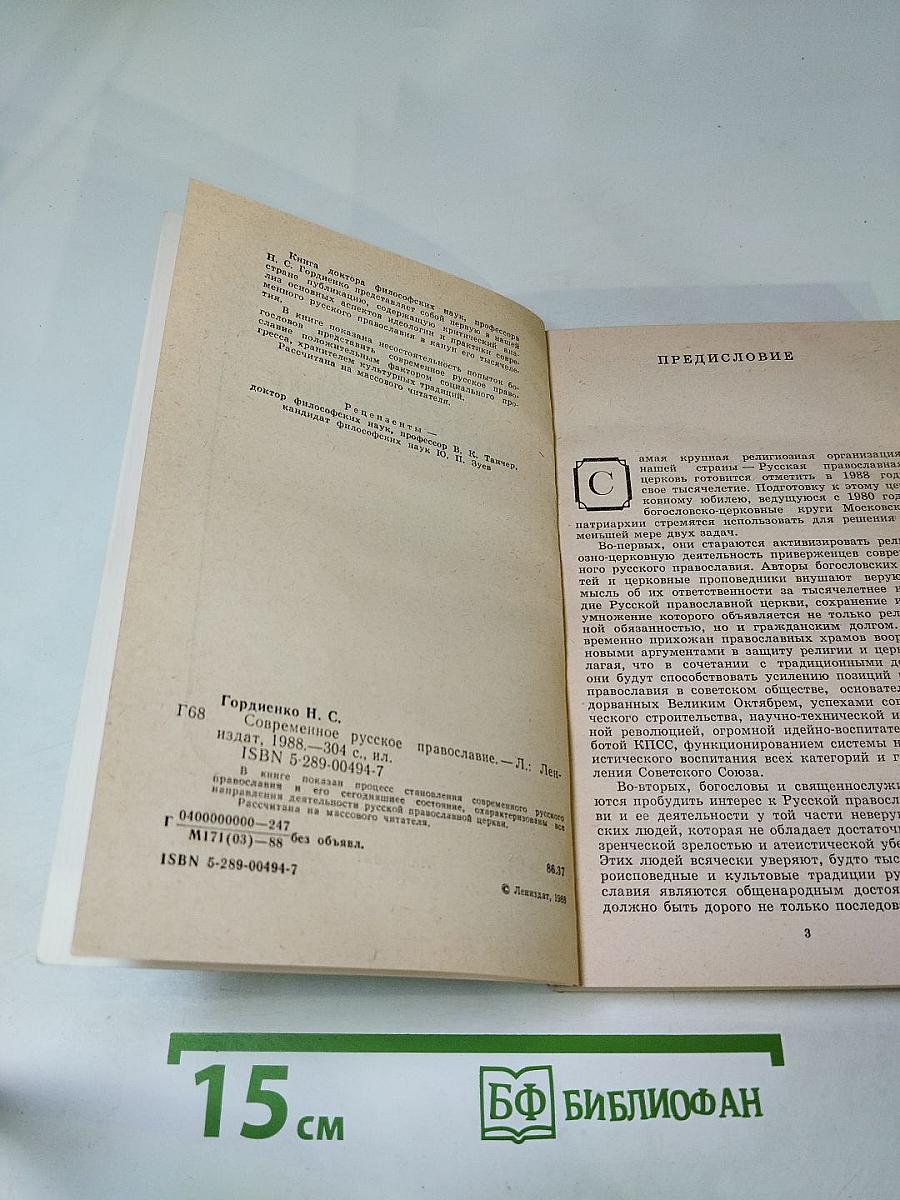 Книга доктора философских наук, профессора
Н. С. Гордиенко представляет собой первую в нашей
стране публикацию, содержащую критический ана-
лиз основных аспектов идеологии и практики совре-
менного русского православия в канун его тысячеле-
тия.
В книге показана несостоятельность попыток бо-
гословов представить современное русское право-
славие положительным фактором социального про-
гресса, хранителем культурных традиций.
Рассчитана на массового читателя.
Рецензенты —
доктор философских наук, профессор В. К. Танчер,
кандидат философских наук Ю. П. Зуев
Гордиенко Н. С.
Г68 Современное русское православие. — Л.: Лен-
издат, 1988.—304 с., ил.
ISBN 5-289-00494-7
В книге показан процесс становления современного русского
православия и его сегодняшнее состояние, охарактеризованы все
направления деятельности русской православной церкви.
Рассчитана на массового читателя.
Г 0400000000—247
М171(03)—88 без объявл.
86.37
ISBN 5-289-00494-7
© Лениздат, 1988
ПРЕДИСЛОВИЕ
Самая крупная религиозная организация
нашей страны — Русская православная
церковь готовится отметить в 1988 год
свое тысячелетие. Подготовку к этому це
ковному юбилею, ведущуюся с 1980 год
богословско-церковные круги Московск
патриархии стремятся использовать для решения
меньшей мере двух задач.
Во-первых, они стараются активизировать рел
озно-церковную деятельность приверженцев совре
ного русского православия. Авторы богословских
тей и церковные проповедники внушают верую
мысль об их ответственности за тысячелетнее н
дие Русской православной церкви, сохранение и
умножение которого объявляется не только рел
ной обязанностью, но и гражданским долгом.
временно прихожан православных храмов воор
новыми аргументами в защиту религии и церк
лагая, что в сочетании с традиционными до
они будут способствовать усилению позиций
православия в советском обществе, основател
дорванных Великим Октябрем, успехами соц
ческого строительства, научно-технической и
ной революцией, огромной идейно-воспитате
ботой КПСС, функционированием системы и
истического воспитания всех категорий и г
ления Советского Союза.
Во-вторых, богословы и священнослужи
ются пробудить интерес к Русской правосл
ви и ее деятельности у той части неверую
ских людей, которая не обладает достаточн
зренческой зрелостью и атеистической убе
Этих людей всячески уверяют, будто тыс
роисповедные и культовые традиции ру
славия являются общенародным достоя
должно быть дорого не только последов
3
15 см
БФ БИБЛИОФАН